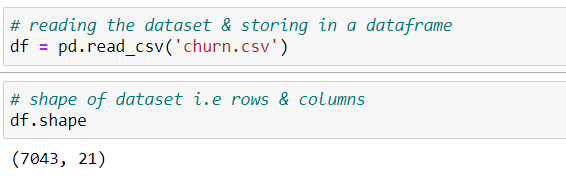 # reading the dataset & storing in a dataframe
df = pd.read_csv('churn.csv')
# shape of dataset i.e rows & columns
df.shape
(7043, 21)